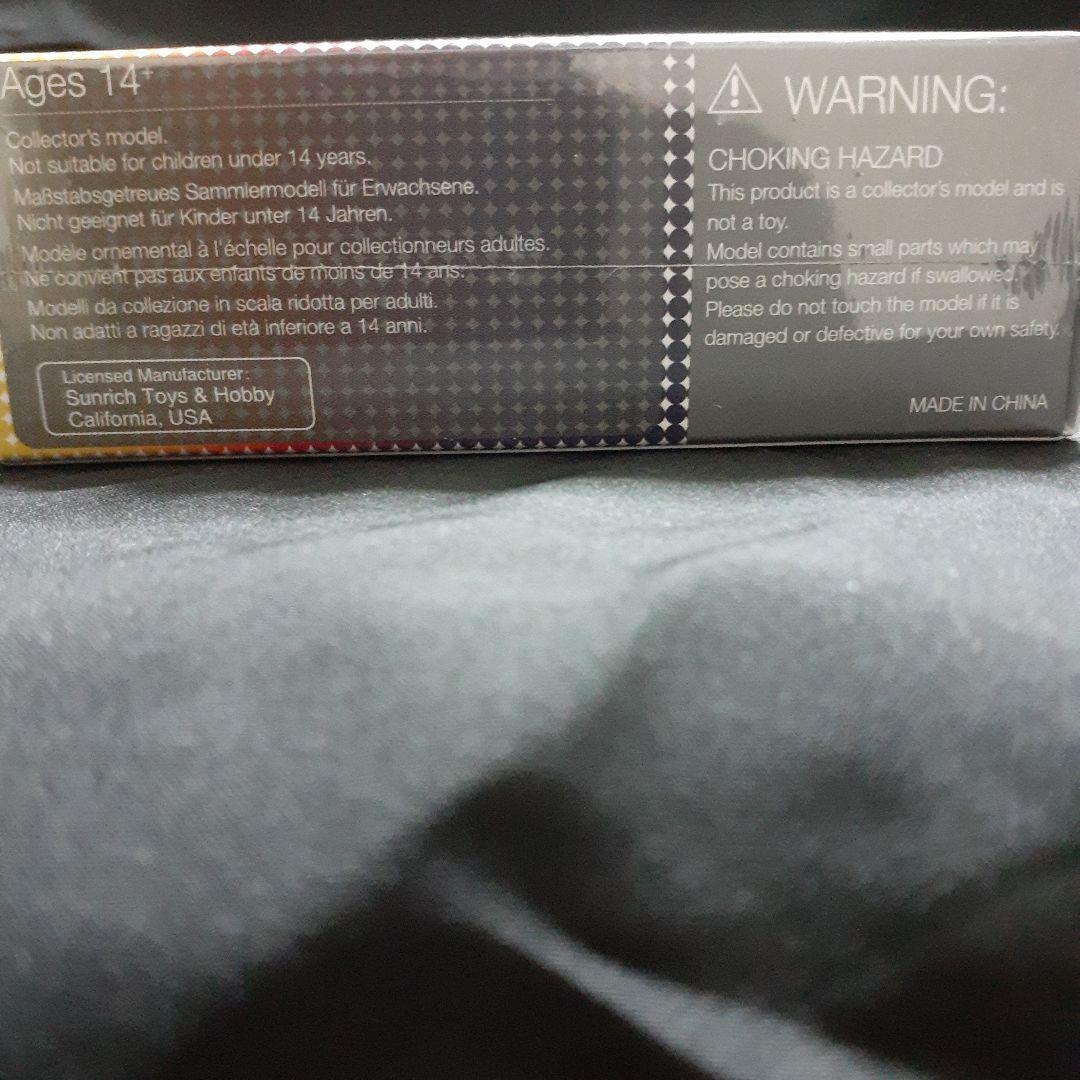 Ages 14+
Collector's model.
Not suitable for children under 14 years.
Maßstabsgetreues Sammlermodell für Erwachsene.
Nicht geeignet für Kinder unter 14 Jahren.
Modèle ornemental à l'échelle pour collectionneurs adultes.
Ne convient pas aux enfants de moins de 14 ans.
Modelli da collezione in scala ridotta per adulti.
Non adatti a ragazzi di età inferiore a 14 anni.
Licensed Manufacturer:
Sunrich Toys & Hobby
California, USA
WARNING:
CHOKING HAZARD
This product is a collector's model and is
not a toy.
Model contains small parts which may
pose a choking hazard if swallowed.
Please do not touch the model if it is
damaged or defective for your own safety.
MADE IN CHINA